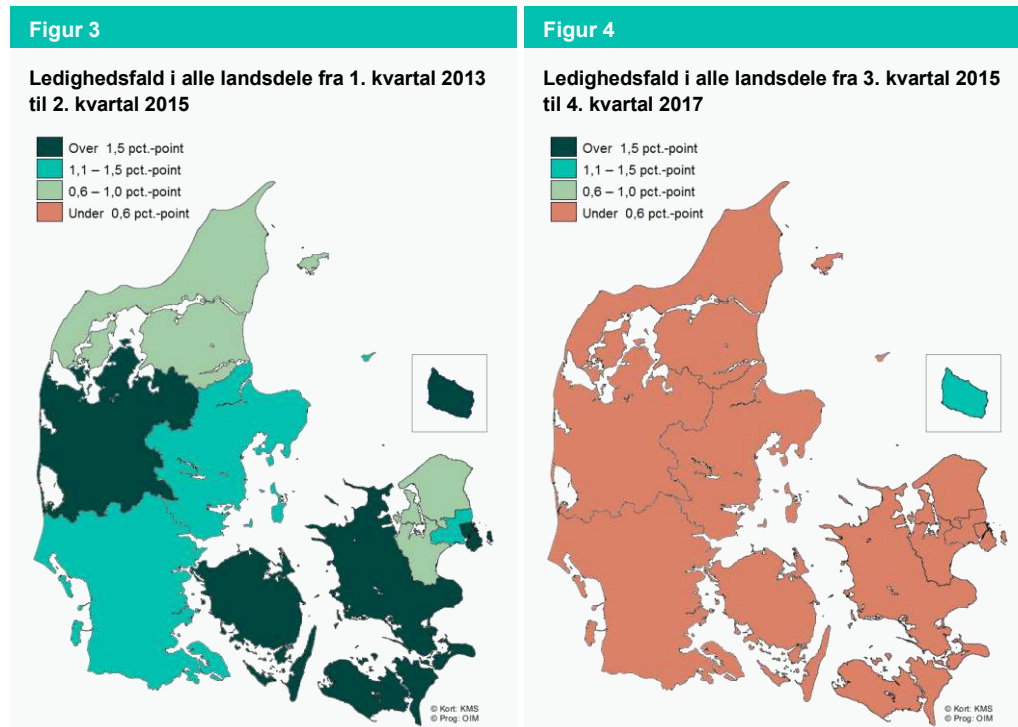 Figur 3
Ledighedsfald i alle landsdele fra 1. kvartal 2013
til 2. kvartal 2015
Over 1,5 pct.-point
1,1 – 1,5 pct.-point
0,6 – 1,0 pct.-point
Under 0,6 pct.-point
© Kort: KMS
© Prog: OIM
Figur 4
Ledighedsfald i alle landsdele fra 3. kvartal 2015
til 4. kvartal 2017
Over 1,5 pct.-point
1,1 – 1,5 pct.-point
0,6 – 1,0 pct.-point
Under 0,6 pct.-point
© Kort: KMS
© Prog: OIM